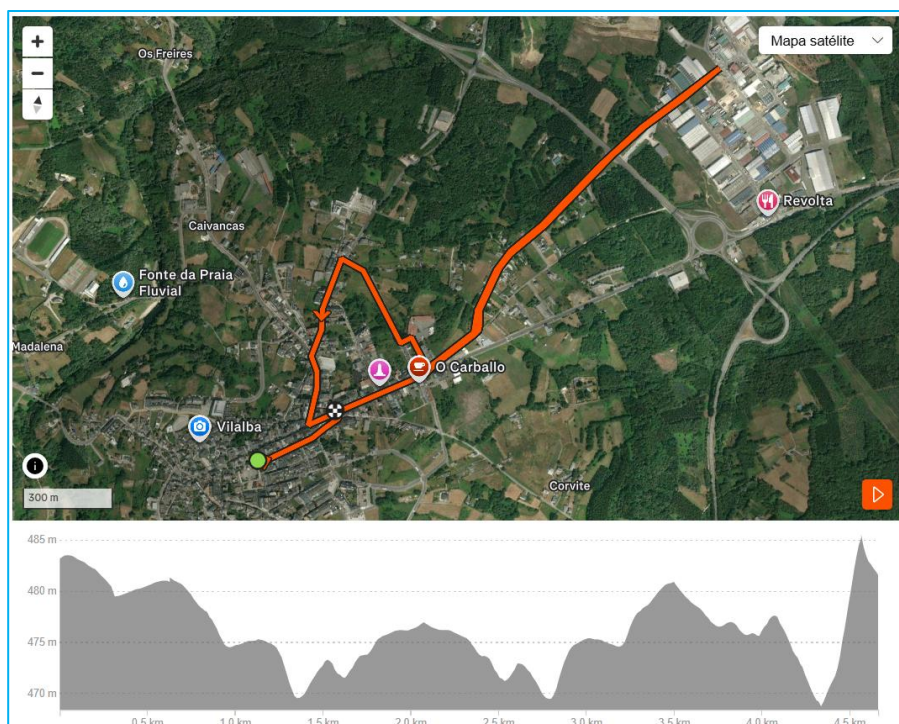 +
−
Mapa satélite
Os Freires
Revolta
Caivancas
Fonte da Praia
Fluvial
Madalena
O Carballo
Vilalba
Corvite
300 m
485 m
480 m
475 m
470 m
0.5 km
1.0 km
1.5 km
2.0 km
2.5 km
3.0 km
3.5 km
4.0 km
4.5 km